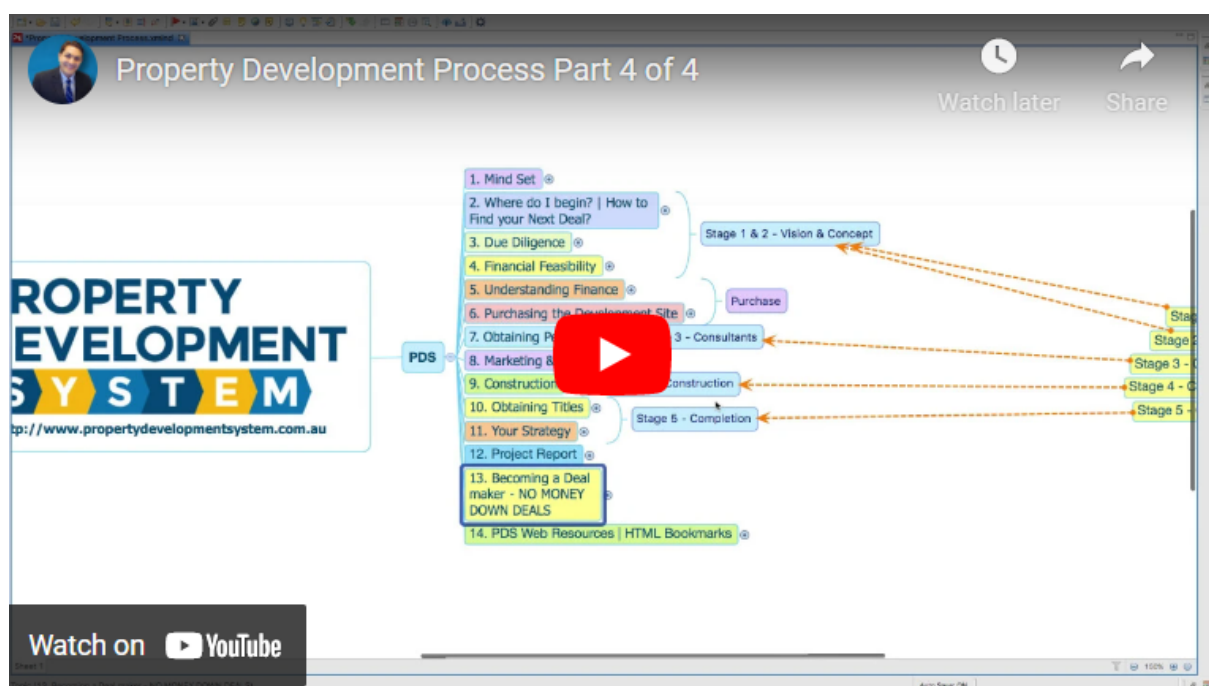 Property Development Process Part 4 of 4
Watch later
Share
1. Mind Set
2. Where do I begin? | How to
Find your Next Deal?
3. Due Diligence
4. Financial Feasibility
Stage 1 & 2 - Vision & Concept
5. Understanding Finance
6. Purchasing the Development Site
Purchase
7. Obtaining
3 - Consultants
8. Marketing &
9. Construction
Construction
10. Obtaining Titles
11. Your Strategy
Stage 5 - Completion
12. Project Report
13. Becoming a Deal
maker - NO MONEY
DOWN DEALS
14. PDS Web Resources | HTML Bookmarks
PDS
ROPERTY
EVELOPMENT
S Y S T E M
tp://www.propertydevelopmentsystem.com.au
Stag
Stage
Stage 3 -
Stage 4 -
Stage 5 -
Watch on YouTube
Sheet 1
150%